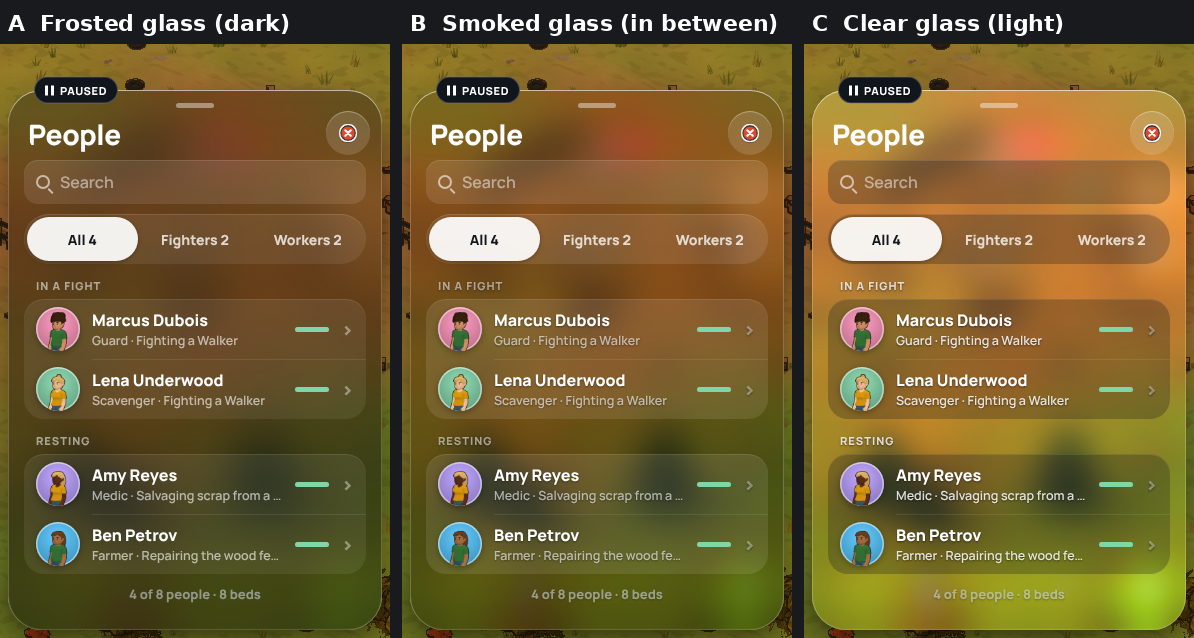 A Frosted glass (dark)
PAUSED
People
Search
All 4 Fighters 2 Workers 2
IN A FIGHT
Marcus Dubois
Guard · Fighting a Walker
Lena Underwood
Scavenger · Fighting a Walker
RESTING
Amy Reyes
Medic · Salvaging scrap from a ...
Ben Petrov
Farmer · Repairing the wood fe...
4 of 8 people · 8 beds
B Smoked glass (in between)
PAUSED
People
Search
All 4 Fighters 2 Workers 2
IN A FIGHT
Marcus Dubois
Guard · Fighting a Walker
Lena Underwood
Scavenger · Fighting a Walker
RESTING
Amy Reyes
Medic · Salvaging scrap from a ...
Ben Petrov
Farmer · Repairing the wood fe...
4 of 8 people · 8 beds
C Clear glass (light)
PAUSED
People
Search
All 4 Fighters 2 Workers 2
IN A FIGHT
Marcus Dubois
Guard · Fighting a Walker
Lena Underwood
Scavenger · Fighting a Walker
RESTING
Amy Reyes
Medic · Salvaging scrap from a ...
Ben Petrov
Farmer · Repairing the wood fe...
4 of 8 people · 8 beds